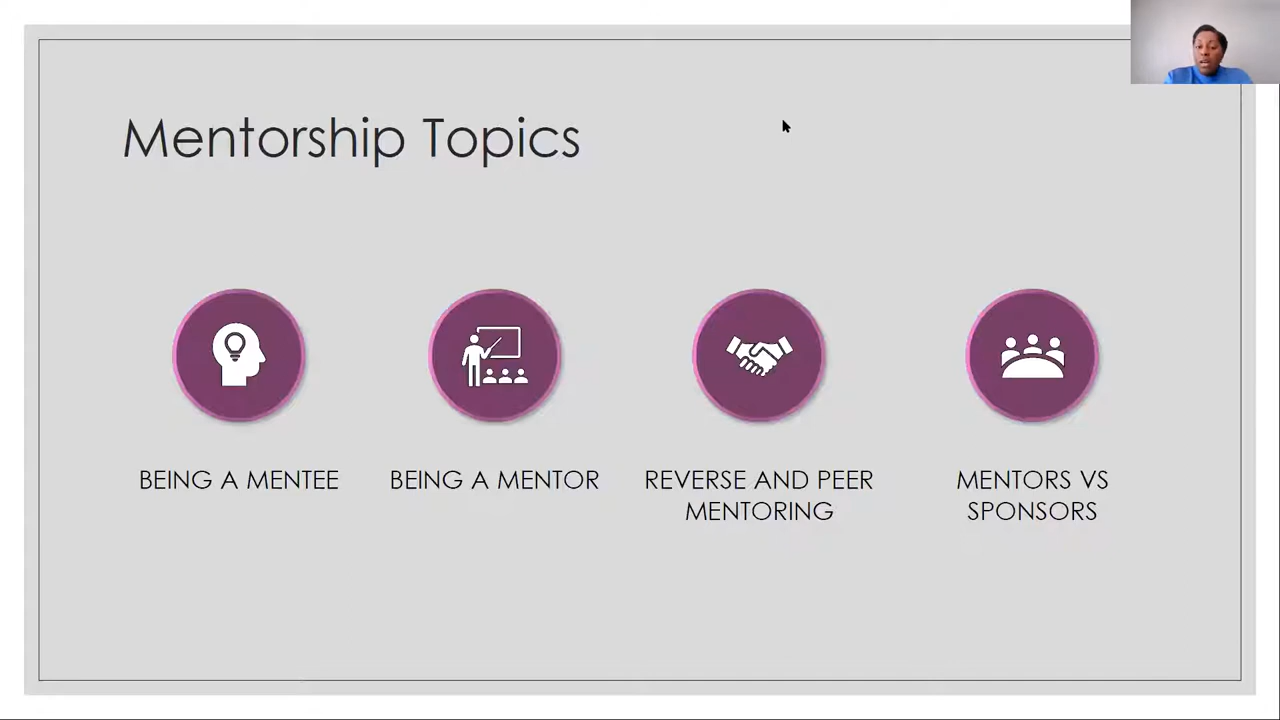 Mentorship Topics
BEING A MENTEE
BEING A MENTOR
REVERSE AND PEER
MENTORING
MENTORS VS
SPONSORS